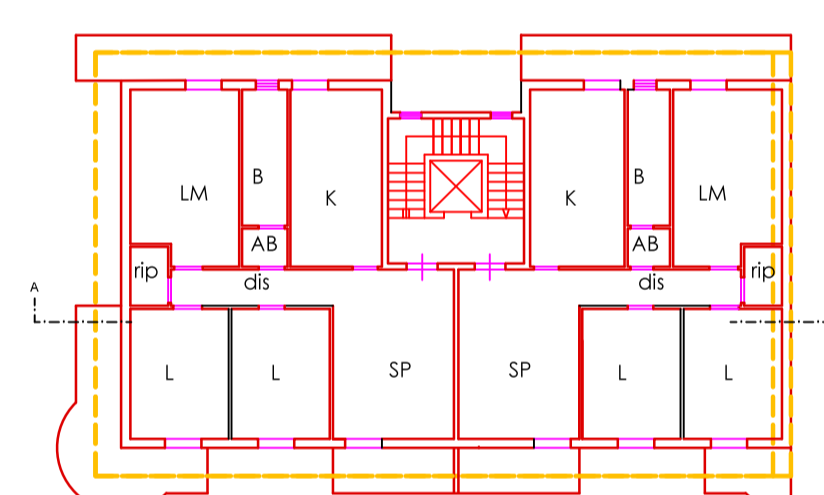 LM B K K B LM
AB AB
rip dis dis rip
A
L L SP SP L L